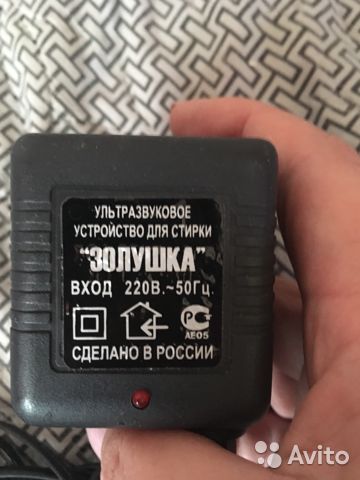 УЛЬТРАЗВУКОВОЕ
УСТРОЙСТВО ДЛЯ СТИРКИ
"ЗОЛУШКА"
ВХОД 220В.~50Гц.
РС
АЕ05
СДЕЛАНО В РОССИИ
Avito